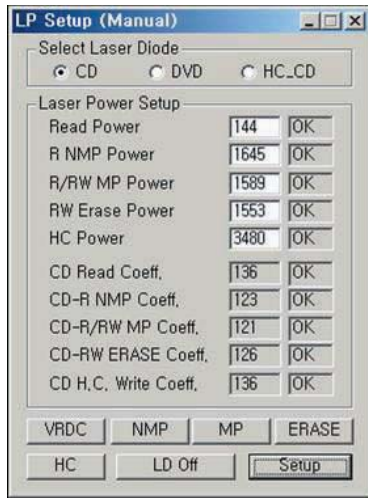 LP Setup (Manual)
Select Laser Diode
CD DVD HC_CD
Laser Power Setup
Read Power 144 OK
R NMP Power 1645 OK
R/RW MP Power 1589 OK
RW Erase Power 1553 OK
HC Power 3480 OK
CD Read Coeff, 136 OK
CD-R NMP Coeff, 123 OK
CD-R/RW MP Coeff, 121 OK
CD-RW ERASE Coeff, 126 OK
CD H,C, Write Coeff, 136 OK
VRDC NMP MP ERASE
HC LD Off Setup